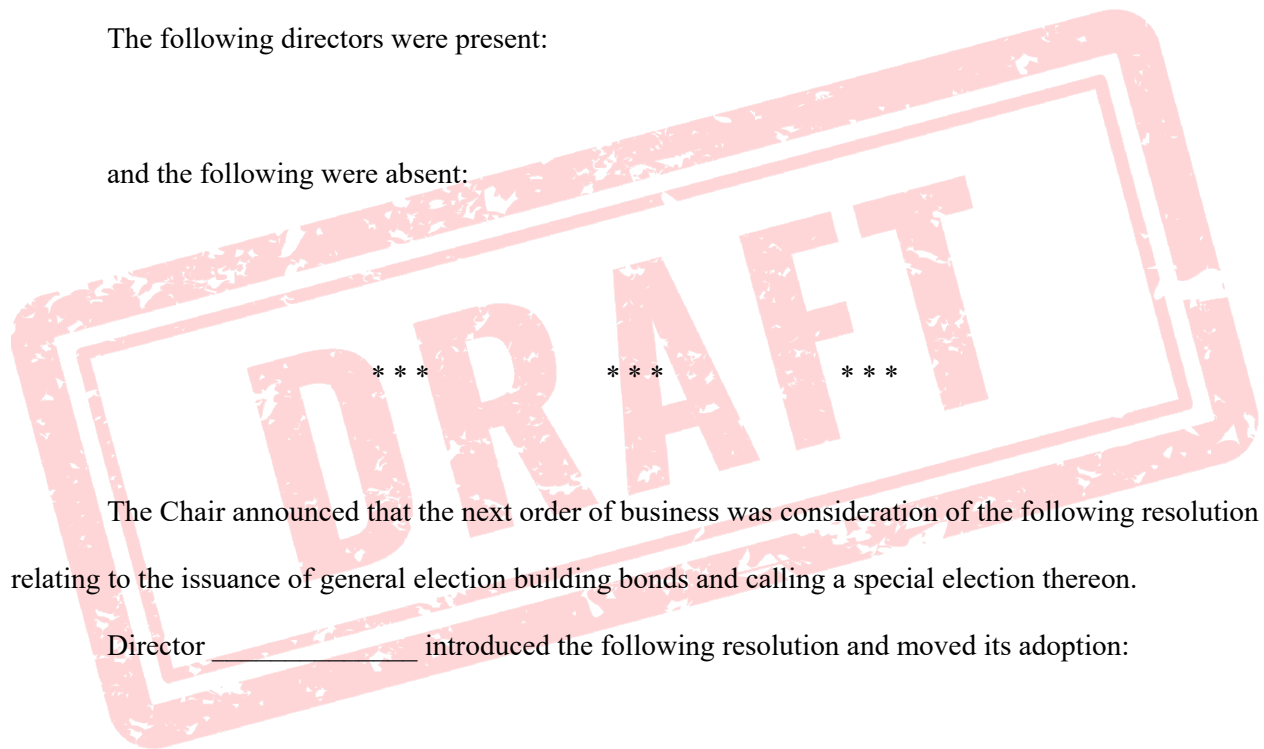 The following directors were present:
and the following were absent:
* * * * * * * * *
DRAFT
The Chair announced that the next order of business was consideration of the following resolution
relating to the issuance of general election building bonds and calling a special election thereon.
Director ______________ introduced the following resolution and moved its adoption: